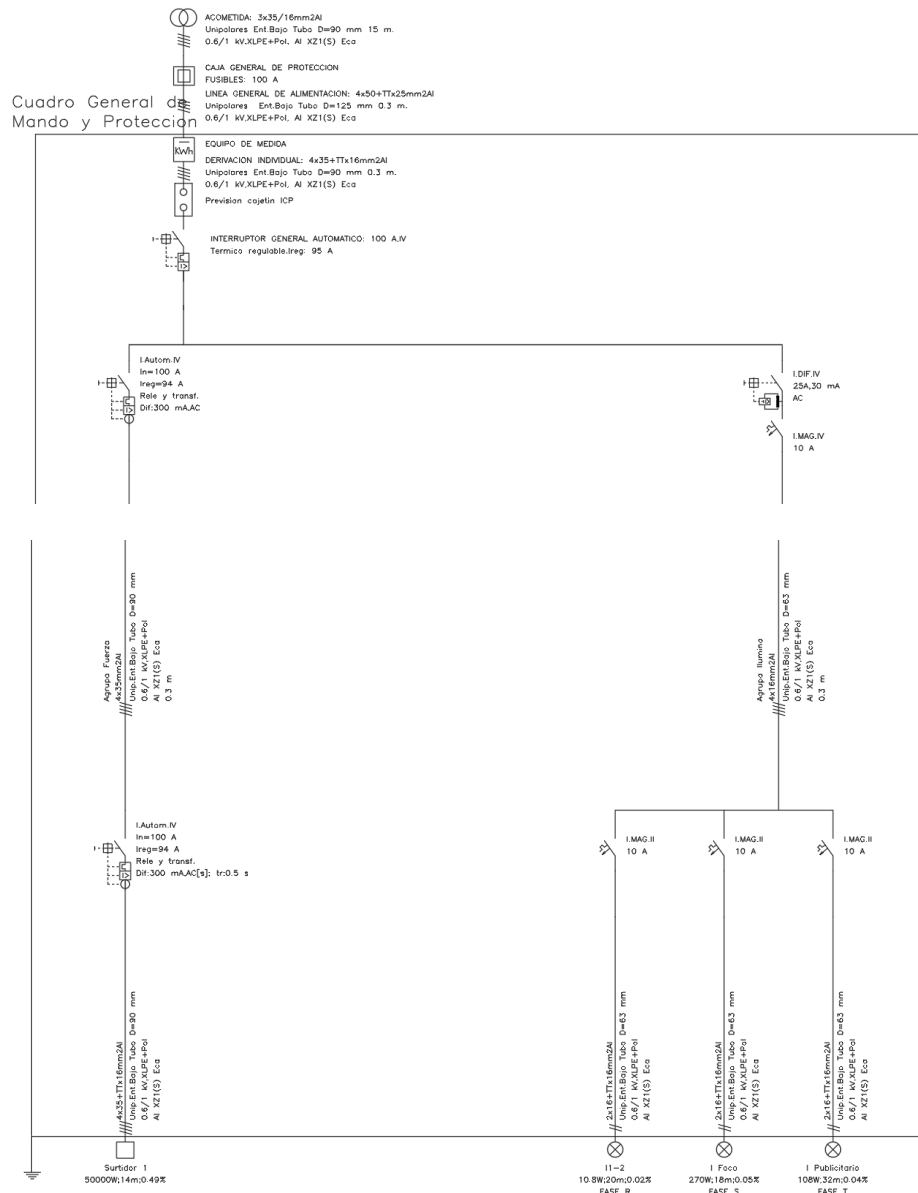 ACOMETIDA: 3x35/16mm2Al
Unipolares Ent.Bajo Tubo D=90 mm 15 m.
0.6/1 kV,XLPE+Pol, Al XZ1(S) Eca
CAJA GENERAL DE PROTECCION
FUSIBLES: 100 A
LINEA GENERAL DE ALIMENTACION: 4x50+TTx25mm2Al
Unipolares Ent.Bajo Tubo D=125 mm 0.3 m.
0.6/1 kV,XLPE+Pol, Al XZ1(S) Eca
Cuadro General de
Mando y Protección
EQUIPO DE MEDIDA
KWh
DERIVACION INDIVIDUAL: 4x35+TTx16mm2Al
Unipolares Ent.Bajo Tubo D=90 mm 0.3 m.
0.6/1 kV,XLPE+Pol, Al XZ1(S) Eca
Prevision cajetin ICP
INTERRUPTOR GENERAL AUTOMATICO: 100 A,IV
Termico regulable.Ireg: 95 A
I.Autom.IV
In=100 A
Ireg=94 A
Rele y transf.
Dif:300 mA,AC
I.DIF.IV
25A,30 mA
AC
I.MAG.IV
10 A
Agrupa Fuerza
4x35mm2Al
Unip.Ent.Bajo Tubo D=90 mm
0.6/1 kV,XLPE+Pol
Al XZ1(S) Eca
0.3 m
Agrupa Ilumina
4x16mm2Al
Unip.Ent.Bajo Tubo D=63 mm
0.6/1 kV,XLPE+Pol
Al XZ1(S) Eca
0.3 m
I.Autom.IV
In=100 A
Ireg=94 A
Rele y transf.
Dif:300 mA,AC[s]; tr:0.5 s
I.MAG.II
10 A
I.MAG.II
10 A
I.MAG.II
10 A
4x35+TTx16mm2Al
Unip.Ent.Bajo Tubo D=90 mm
0.6/1 kV,XLPE+Pol
Al XZ1(S) Eca
2x16+TTx16mm2Al
Unip.Ent.Bajo Tubo D=63 mm
0.6/1 kV,XLPE+Pol
Al XZ1(S) Eca
2x16+TTx16mm2Al
Unip.Ent.Bajo Tubo D=63 mm
0.6/1 kV,XLPE+Pol
Al XZ1(S) Eca
2x16+TTx16mm2Al
Unip.Ent.Bajo Tubo D=63 mm
0.6/1 kV,XLPE+Pol
Al XZ1(S) Eca
Surtidor 1
50000W;14m;0.49%
I1-2
10.8W;20m;0.02%
FASE R
I Foco
270W;18m;0.05%
FASE S
I Publicitario
108W;32m;0.04%
FASE T